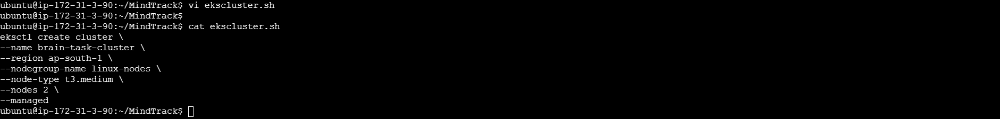 ubuntu@ip-172-31-3-90:~/MindTrack$ vi ekscluster.sh
ubuntu@ip-172-31-3-90:~/MindTrack$
ubuntu@ip-172-31-3-90:~/MindTrack$ cat ekscluster.sh
eksctl create cluster \
--name brain-task-cluster \
--region ap-south-1 \
--nodegroup-name linux-nodes \
--node-type t3.medium \
--nodes 2 \
--managed
ubuntu@ip-172-31-3-90:~/MindTrack$